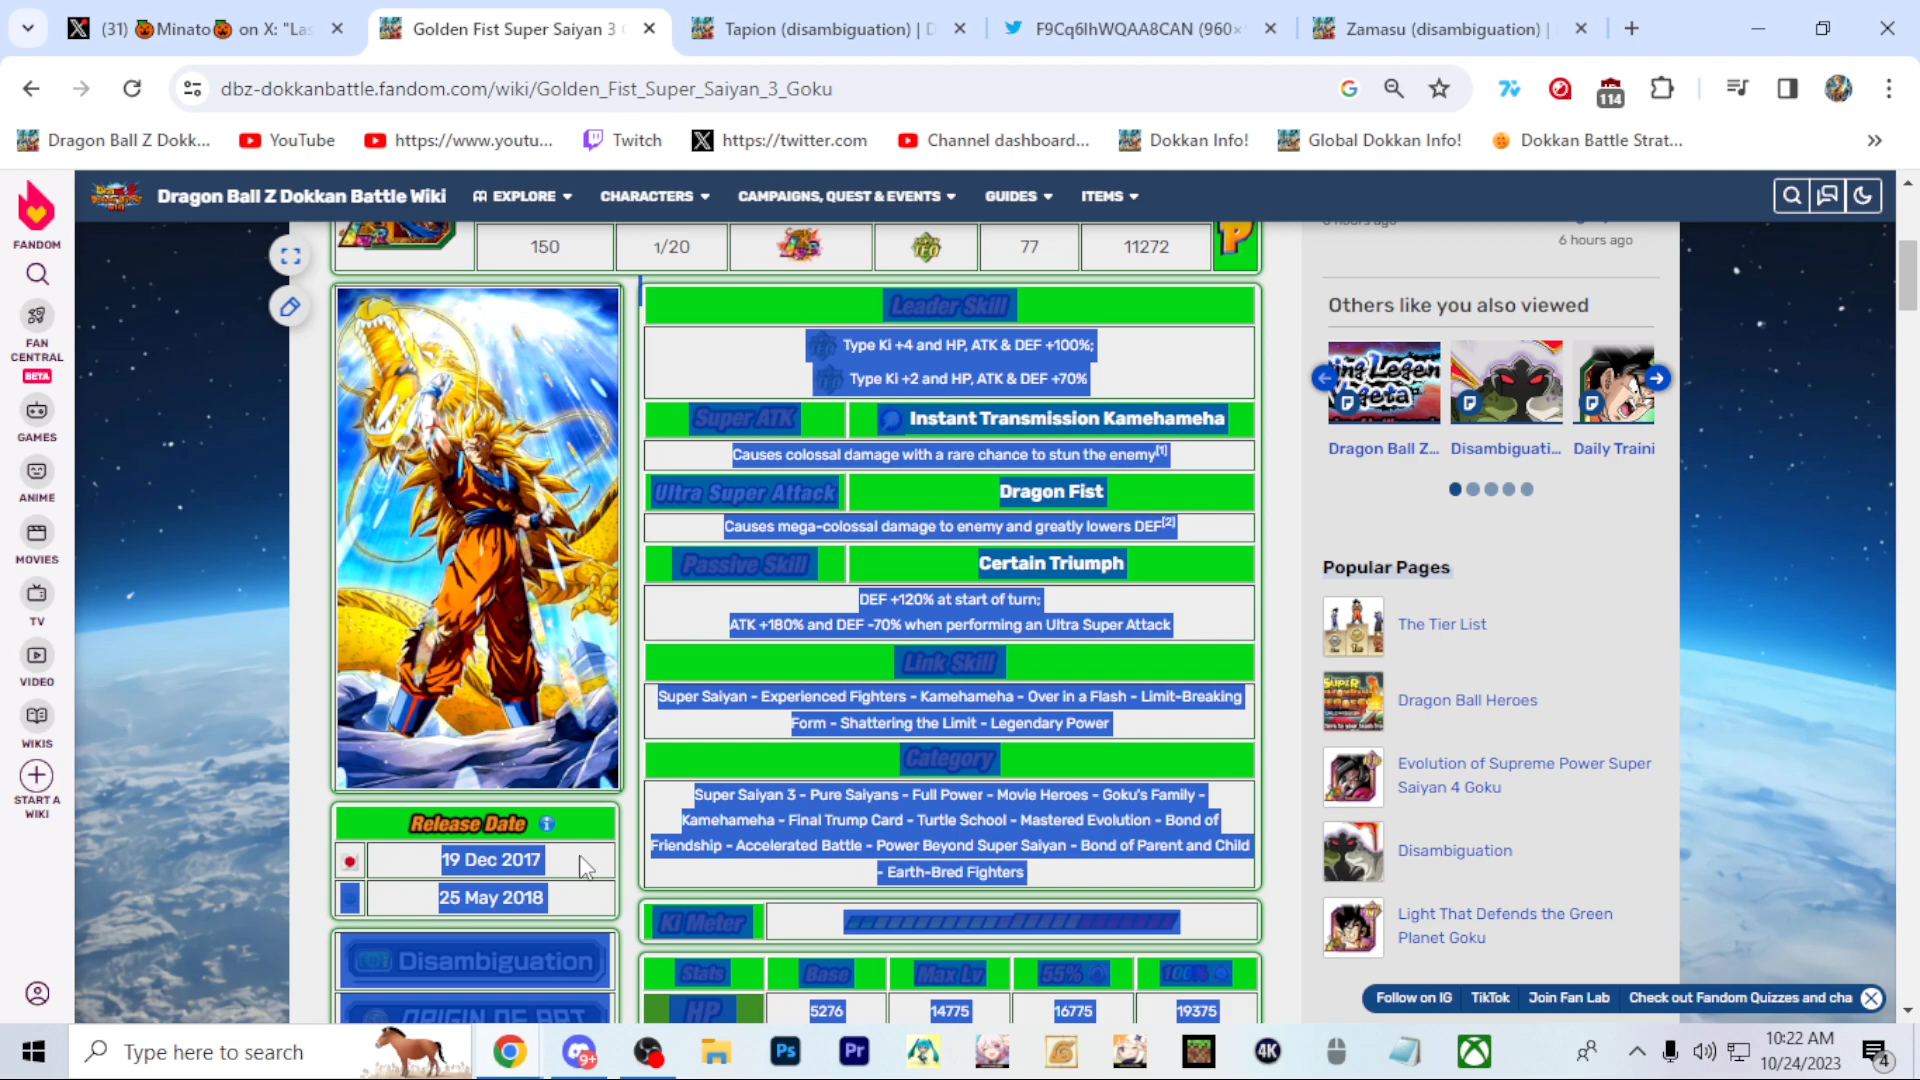 (31) 🎃Minato🎃 on X: "Las
Golden Fist Super Saiyan 3
Tapion (disambiguation) | D
F9Cq6IhWQAA8CAN (960×
Zamasu (disambiguation) |
dbz-dokkanbattle.fandom.com/wiki/Golden_Fist_Super_Saiyan_3_Goku
114
Dragon Ball Z Dokk...
YouTube
https://www.youtu...
Twitch
https://twitter.com
Channel dashboard...
Dokkan Info!
Global Dokkan Info!
Dokkan Battle Strat...
Dragon Ball Z Dokkan Battle Wiki
EXPLORE
CHARACTERS
CAMPAIGNS, QUEST & EVENTS
GUIDES
ITEMS
FANDOM
FAN CENTRAL
BETA
GAMES
ANIME
MOVIES
TV
VIDEO
WIKIS
START A WIKI
150
1/20
TEQ
77
11272
Leader Skill
Type Ki +4 and HP, ATK & DEF +100%;
Type Ki +2 and HP, ATK & DEF +70%
Super ATK
Instant Transmission Kamehameha
Causes colossal damage with a rare chance to stun the enemy[1]
Ultra Super Attack
Dragon Fist
Causes mega-colossal damage to enemy and greatly lowers DEF[2]
Passive Skill
Certain Triumph
DEF +120% at start of turn;
ATK +180% and DEF -70% when performing an Ultra Super Attack
Link Skill
Super Saiyan - Experienced Fighters - Kamehameha - Over in a Flash - Limit-Breaking
Form - Shattering the Limit - Legendary Power
Category
Super Saiyan 3 - Pure Saiyans - Full Power - Movie Heroes - Goku's Family -
Kamehameha - Final Trump Card - Turtle School - Mastered Evolution - Bond of
Friendship - Accelerated Battle - Power Beyond Super Saiyan - Bond of Parent and Child
- Earth-Bred Fighters
Ki Meter
Stats
Base
Max Lv
55%
100%
HP
5276
14775
16775
19375
Release Date
19 Dec 2017
25 May 2018
Disambiguation
ORIGIN OF ART
6 hours ago
Others like you also viewed
Dragon Ball Z...
Disambiguati...
Daily Traini
Popular Pages
The Tier List
Dragon Ball Heroes
Evolution of Supreme Power Super
Saiyan 4 Goku
Disambiguation
Light That Defends the Green
Planet Goku
Follow on IG
TikTok
Join Fan Lab
Check out Fandom Quizzes and cha
Type here to search
9+
Ps
Pr
4K
10:22 AM
10/24/2023
4